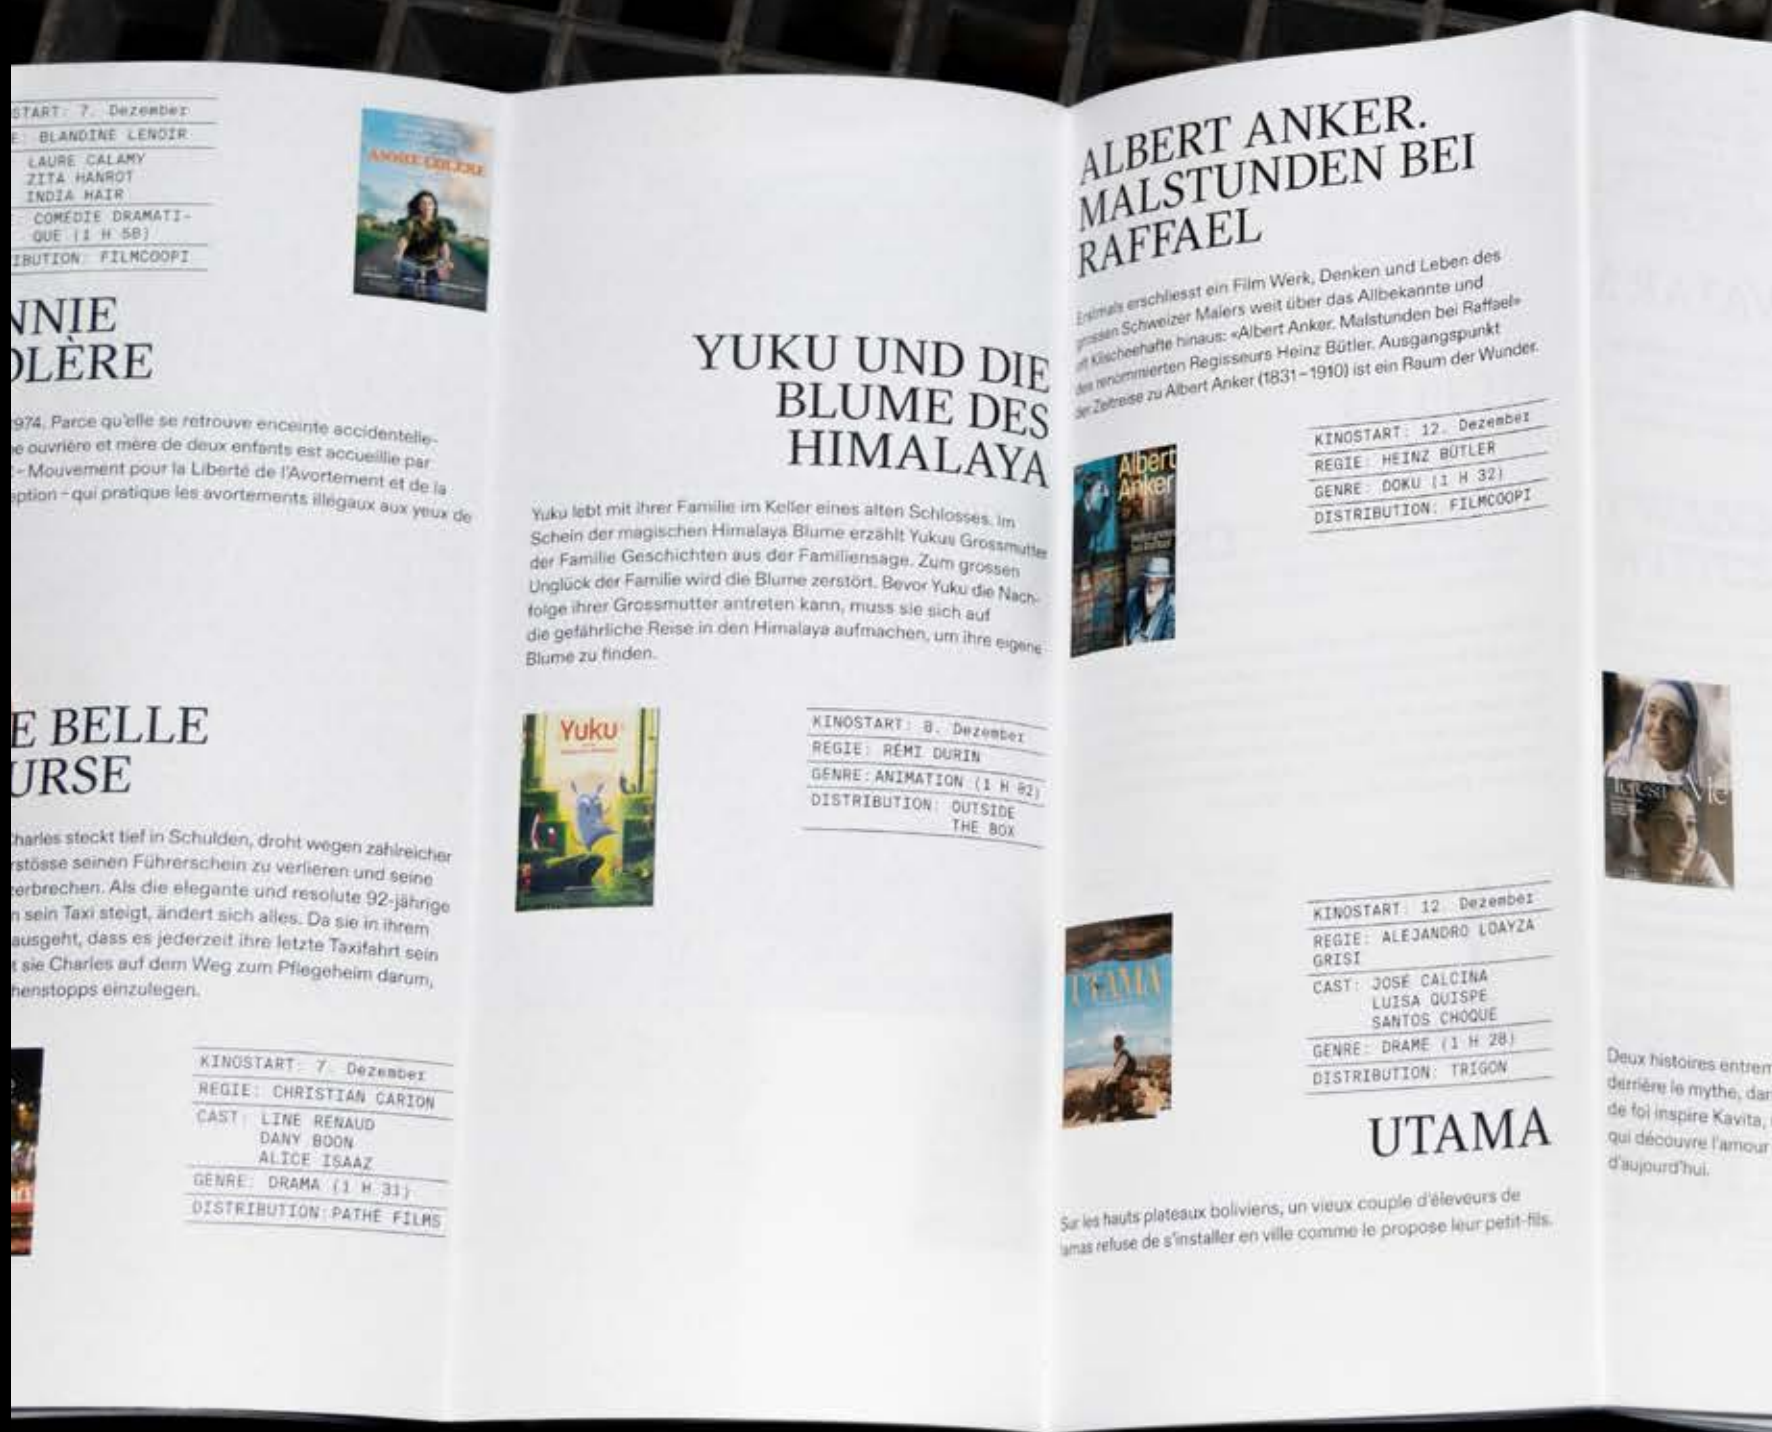 START: 7. Dezember
E: BLANDINE LENOIR
LAURE CALAMY
ZITA HANROT
INDIA HAIR
COMÉDIE DRAMATI-
QUE (1 H 58)
IBUTION: FILMCOOPI
ANNIE COLÈRE
NNIE
OLÈRE
974. Parce qu'elle se retrouve enceinte accidentelle-
e ouvrière et mère de deux enfants est accueillie par
– Mouvement pour la Liberté de l'Avortement et de la
eption – qui pratique les avortements illégaux aux yeux de
E BELLE
URSE
harles steckt tief in Schulden, droht wegen zahlreicher
rstösse seinen Führerschein zu verlieren und seine
erbrechen. Als die elegante und resolute 92-jährige
n sein Taxi steigt, ändert sich alles. Da sie in ihrem
ausgeht, dass es jederzeit ihre letzte Taxifahrt sein
t sie Charles auf dem Weg zum Pflegeheim darum,
henstopps einzulegen.
KINOSTART: 7. Dezember
REGIE: CHRISTIAN CARION
CAST: LINE RENAUD
DANY BOON
ALICE ISAAZ
GENRE: DRAMA (1 H 31)
DISTRIBUTION: PATHÉ FILMS
YUKU UND DIE
BLUME DES
HIMALAYA
Yuku lebt mit ihrer Familie im Keller eines alten Schlosses. Im
Schein der magischen Himalaya Blume erzählt Yukus Grossmutter
der Familie Geschichten aus der Familiensage. Zum grossen
Unglück der Familie wird die Blume zerstört. Bevor Yuku die Nach-
folge ihrer Grossmutter antreten kann, muss sie sich auf
die gefährliche Reise in den Himalaya aufmachen, um ihre eigene
Blume zu finden.
Yuku
KINOSTART: 8. Dezember
REGIE: RÉMI DURIN
GENRE: ANIMATION (1 H 02)
DISTRIBUTION: OUTSIDE
THE BOX
ALBERT ANKER.
MALSTUNDEN BEI
RAFFAEL
Erstmals erschliesst ein Film Werk, Denken und Leben des
grossen Schweizer Malers weit über das Allbekannte und
oft Klischeehafte hinaus: «Albert Anker. Malstunden bei Raffael»
des renommierten Regisseurs Heinz Bütler. Ausgangspunkt
der Zeitreise zu Albert Anker (1831–1910) ist ein Raum der Wunder.
Albert
Anker
KINOSTART: 12. Dezember
REGIE: HEINZ BÜTLER
GENRE: DOKU (1 H 32)
DISTRIBUTION: FILMCOOPI
UTAMA
KINOSTART: 12. Dezember
REGIE: ALEJANDRO LOAYZA
GRISI
CAST: JOSÉ CALCINA
LUISA QUISPE
SANTOS CHOQUE
GENRE: DRAME (1 H 28)
DISTRIBUTION: TRIGON
UTAMA
Sur les hauts plateaux boliviens, un vieux couple d'éleveurs de
lamas refuse de s'installer en ville comme le propose leur petit-fils.
Vie
Deux histoires entrem
derrière le mythe, dan
de foi inspire Kavita,
qui découvre l'amour
d'aujourd'hui.